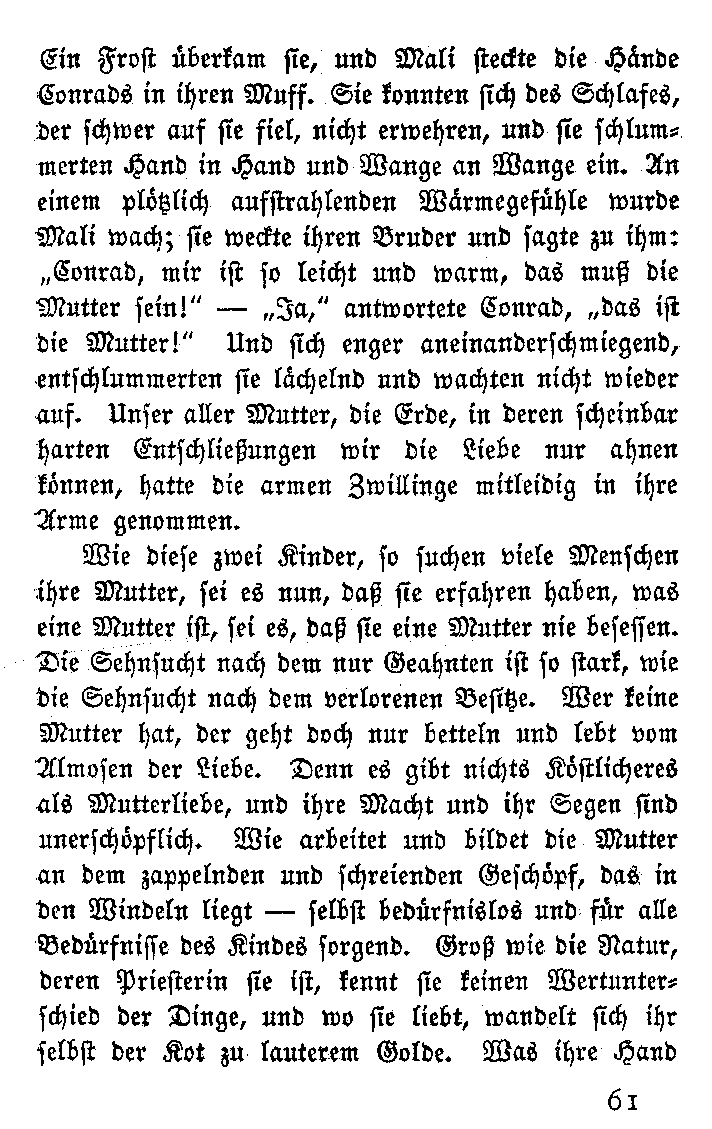 Ein Frost überkam sie, und Mali steckte die Hände
Conrads in ihren Muff. Sie konnten sich des Schlafes,
der schwer auf sie fiel, nicht erwehren, und sie schlum-
merten Hand in Hand und Wange an Wange ein. An
einem plötzlich aufstrahlenden Wärmegefühle wurde
Mali wach; sie weckte ihren Bruder und sagte zu ihm:
„Conrad, mir ist so leicht und warm, das muß die
Mutter sein!“ — „Ja,“ antwortete Conrad, „das ist
die Mutter!“ Und sich enger aneinanderschmiegend,
entschlummerten sie lächelnd und wachten nicht wieder
auf. Unser aller Mutter, die Erde, in deren scheinbar
harten Entschließungen wir die Liebe nur ahnen
können, hatte die armen Zwillinge mitleidig in ihre
Arme genommen.
Wie diese zwei Kinder, so suchen viele Menschen
ihre Mutter, sei es nun, daß sie erfahren haben, was
eine Mutter ist, sei es, daß sie eine Mutter nie besessen.
Die Sehnsucht nach dem nur Geahnten ist so stark, wie
die Sehnsucht nach dem verlorenen Besitze. Wer keine
Mutter hat, der geht doch nur betteln und lebt vom
Almosen der Liebe. Denn es gibt nichts Köstlicheres
als Mutterliebe, und ihre Macht und ihr Segen sind
unerschöpflich. Wie arbeitet und bildet die Mutter
an dem zappelnden und schreienden Geschöpf, das in
den Windeln liegt — selbst bedürfnislos und für alle
Bedürfnisse des Kindes sorgend. Groß wie die Natur,
deren Priesterin sie ist, kennt sie keinen Wertunter-
schied der Dinge, und wo sie liebt, wandelt sich ihr
selbst der Kot zu lauterem Golde. Was ihre Hand
61